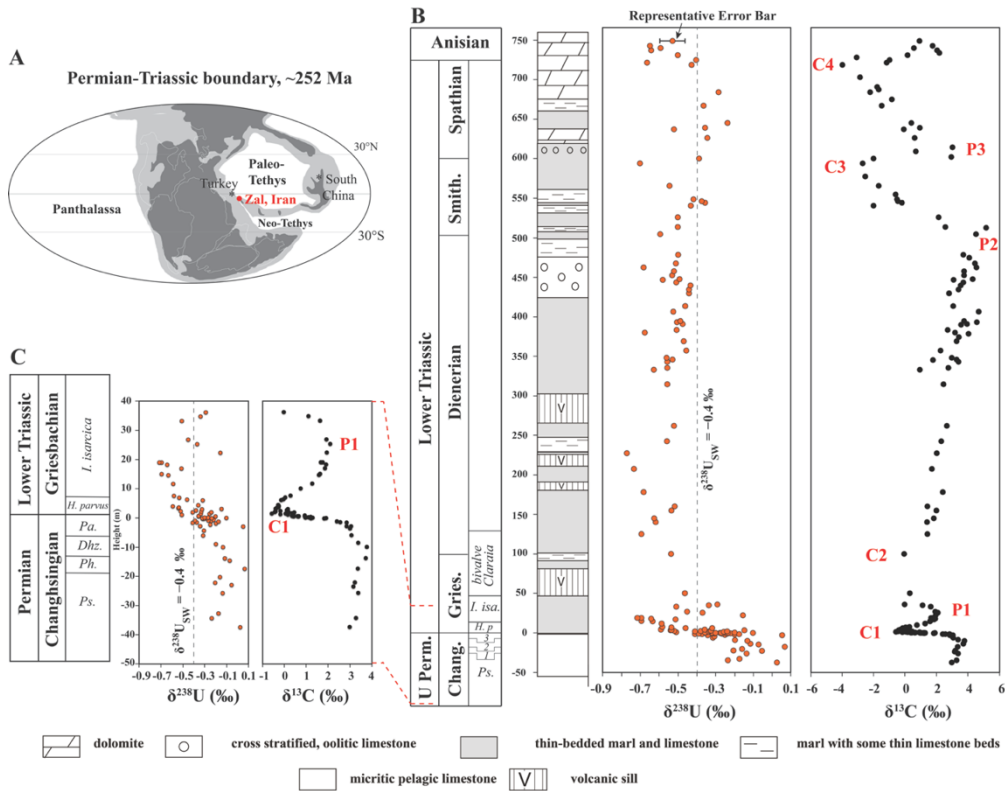 A
Permian-Triassic boundary, ~252 Ma
30°N
Paleo-
Tethys
Turkey
South
China
Zal, Iran
Panthalassa
Neo-Tethys
30°S
B
Representative Error Bar
Anisian
Lower Triassic
Spathian
Smith.
Dienerian
Gries.
bivalve
Claraia
I. isa.
H. p
U Perm.
Chang.
3
2
1
Ps.
V
V
V
V
750
700
650
600
550
500
450
400
350
300
250
200
150
100
50
0
-50
δ²³⁸U_SW = −0.4 ‰
-0.9 -0.7 -0.5 -0.3 -0.1 0.1
δ²³⁸U (‰)
C4
P3
C3
P2
C2
P1
C1
-6 -4 -2 0 2 4 6
δ¹³C (‰)
C
Lower Triassic
Griesbachian
I. isarcica
H. parvus
Permian
Changhsingian
Pa.
Dhz.
Ph.
Ps.
40
30
20
10
0
-10
-20
-30
-40
-50
Height (m)
δ²³⁸U_SW = −0.4 ‰
-0.9 -0.7 -0.5 -0.3 -0.1
δ²³⁸U (‰)
P1
C1
-1 0 1 2 3 4
δ¹³C (‰)
dolomite
cross stratified, oolitic limestone
thin-bedded marl and limestone
marl with some thin limestone beds
micritic pelagic limestone
V
volcanic sill